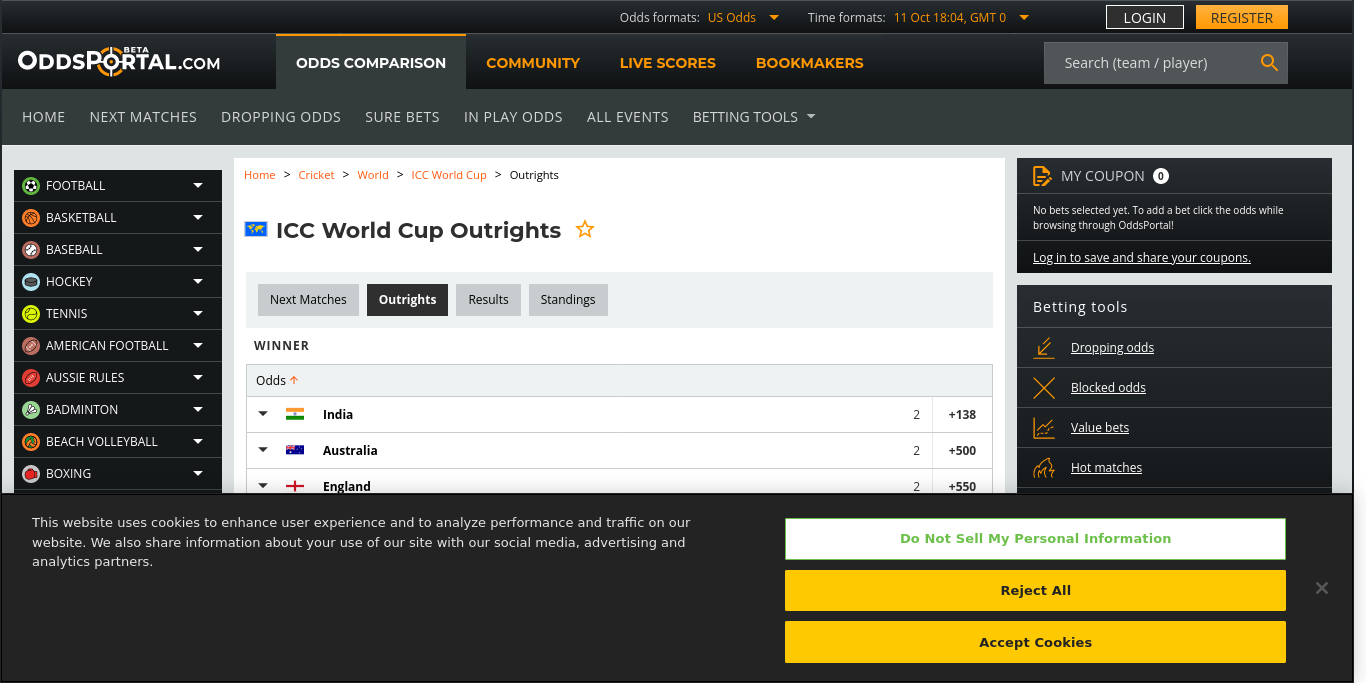 Odds formats: US Odds Time formats: 11 Oct 18:04, GMT 0 LOGIN REGISTER
ODDSPORTAL.COM BETA ODDS COMPARISON COMMUNITY LIVE SCORES BOOKMAKERS Search (team / player)
HOME NEXT MATCHES DROPPING ODDS SURE BETS IN PLAY ODDS ALL EVENTS BETTING TOOLS
FOOTBALL
BASKETBALL
BASEBALL
HOCKEY
TENNIS
AMERICAN FOOTBALL
AUSSIE RULES
BADMINTON
BEACH VOLLEYBALL
BOXING
Home > Cricket > World > ICC World Cup > Outrights
ICC World Cup Outrights
Next Matches Outrights Results Standings
WINNER
Odds
India 2 +138
Australia 2 +500
England 2 +550
MY COUPON 0
No bets selected yet. To add a bet click the odds while
browsing through OddsPortal!
Log in to save and share your coupons.
Betting tools
Dropping odds
Blocked odds
Value bets
Hot matches
This website uses cookies to enhance user experience and to analyze performance and traffic on our
website. We also share information about your use of our site with our social media, advertising and
analytics partners.
Do Not Sell My Personal Information
Reject All
Accept Cookies